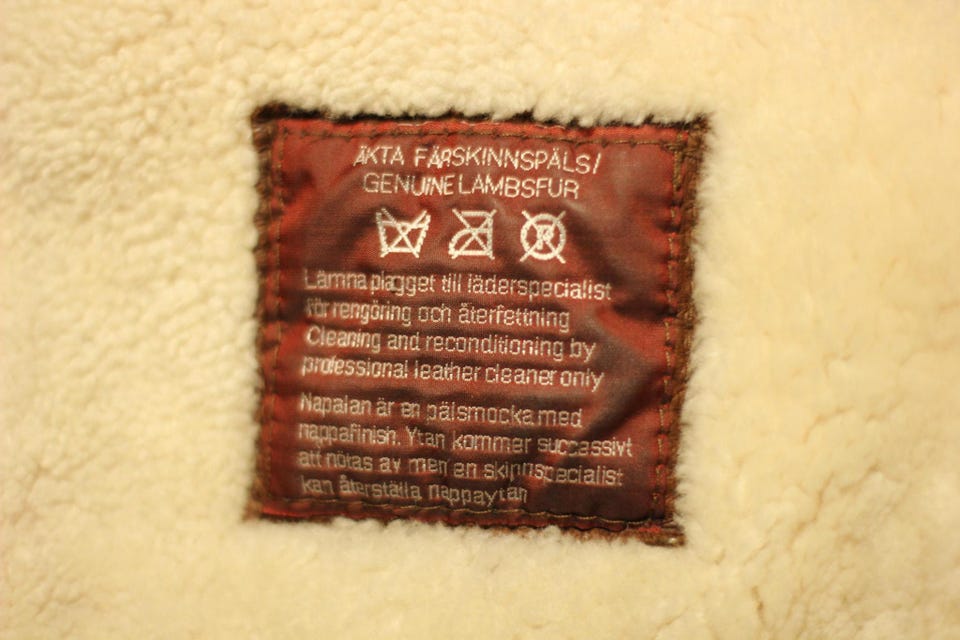 ÄKTA FÅRSKINNSPÄLS/
GENUINE LAMBSFUR
R
Lämna plagget till läderspecialist
för rengöring och återfettning
Cleaning and reconditioning by
professional leather cleaner only
Napalan är en pälsmocka med
nappafinish. Ytan kommer successivt
att nötas av men en skinnspecialist
kan återställa nappaytan